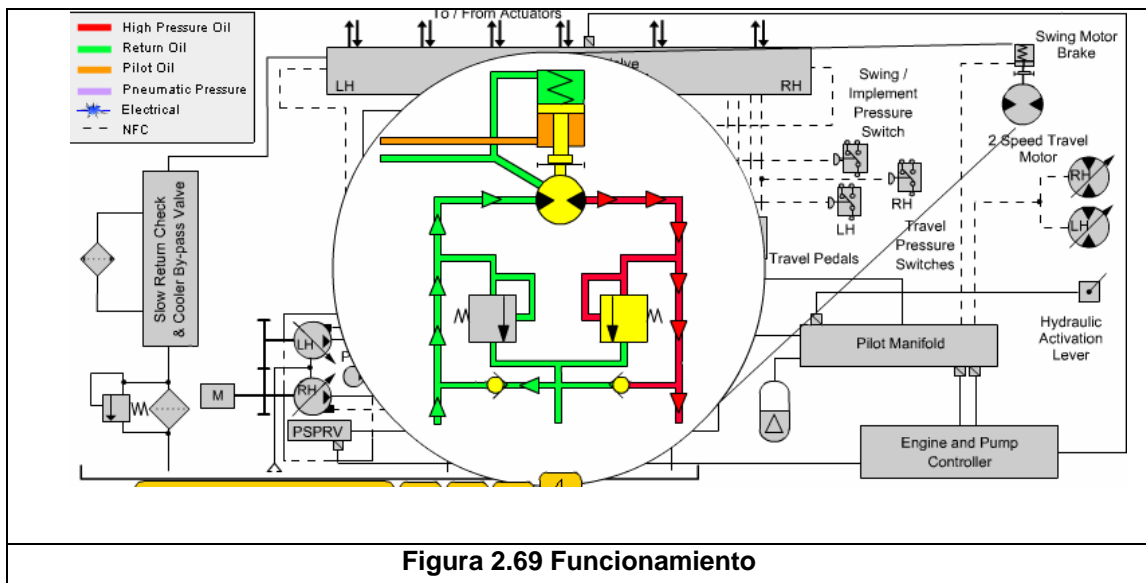 To / From Actuators
High Pressure Oil
Return Oil
Pilot Oil
Pneumatic Pressure
Electrical
NFC
LH
RH
Swing Motor
Brake
Swing /
Implement
Pressure
Switch
2 Speed Travel
Motor
RH
LH
RH
LH
Travel
Pressure
Switches
Travel Pedals
Slow Return Check
& Cooler By-pass Valve
Hydraulic
Activation
Lever
Pilot Manifold
LH
RH
M
PSPRV
Engine and Pump
Controller
Figura 2.69 Funcionamiento